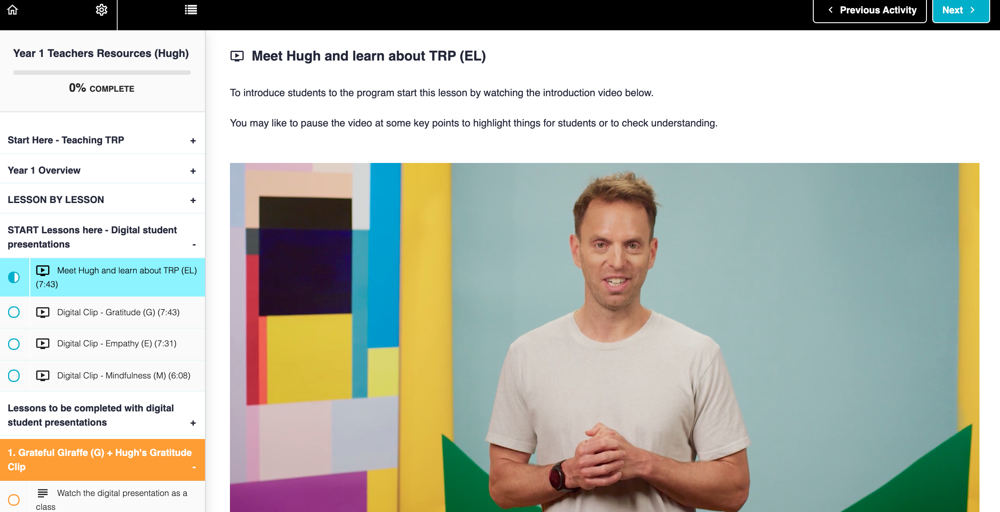 Previous Activity
Next
Year 1 Teachers Resources (Hugh)
0% COMPLETE
Start Here - Teaching TRP +
Year 1 Overview +
LESSON BY LESSON +
START Lessons here - Digital student
presentations -
Meet Hugh and learn about TRP (EL)
(7:43)
Digital Clip - Gratitude (G) (7:43)
Digital Clip - Empathy (E) (7:31)
Digital Clip - Mindfulness (M) (6:08)
Lessons to be completed with digital
student presentations +
1. Grateful Giraffe (G) + Hugh's Gratitude
Clip -
Watch the digital presentation as a
class
Meet Hugh and learn about TRP (EL)
To introduce students to the program start this lesson by watching the introduction video below.
You may like to pause the video at some key points to highlight things for students or to check understanding.